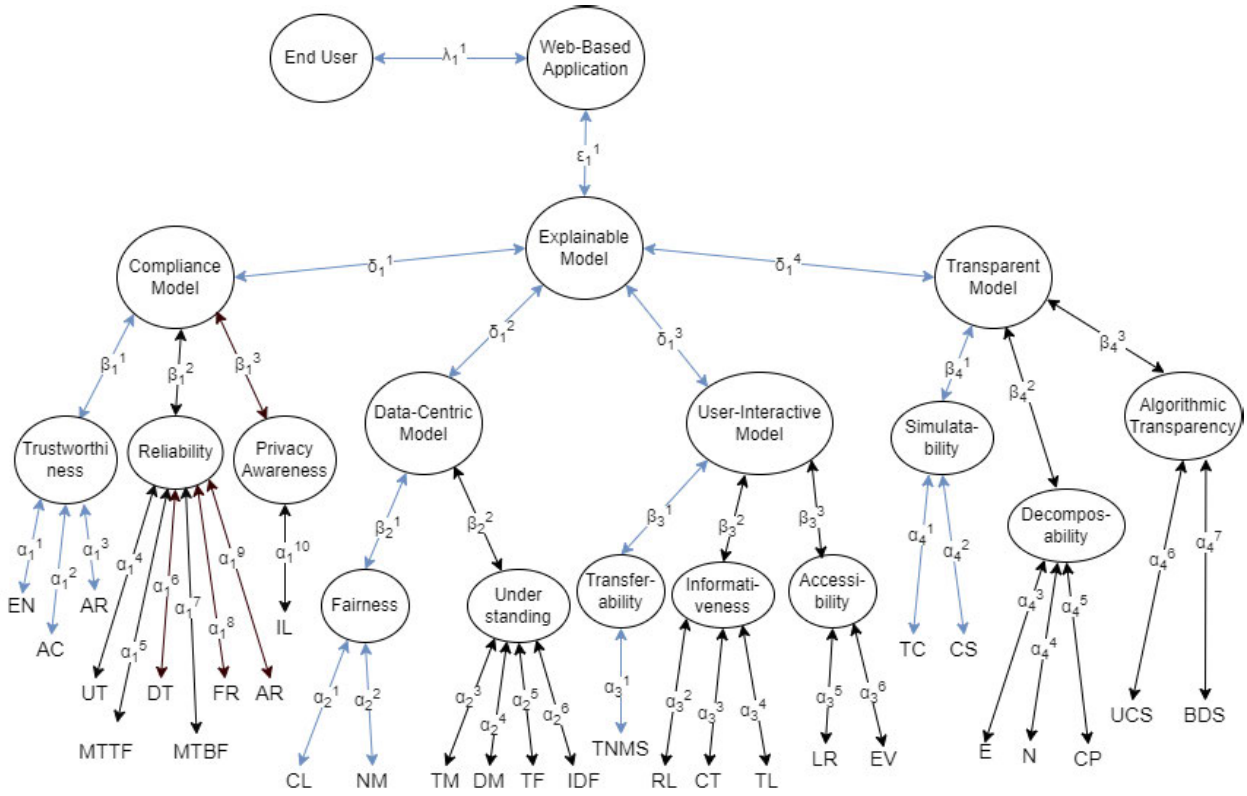 End User
λ₁¹
Web-Based
Application
ε₁¹
Explainable
Model
Compliance
Model
δ₁¹
δ₁⁴
Transparent
Model
δ₁²
δ₁³
β₁¹
β₁²
β₁³
β₄¹
β₄²
β₄³
Data-Centric
Model
User-Interactive
Model
Simulata-
bility
Algorithmic
Transparency
Trustworthi
ness
Reliability
Privacy
Awareness
β₂¹
β₂²
β₃¹
β₃²
β₃³
Decompos-
ability
α₁¹
α₁²
α₁³
α₁⁴
α₁⁵
α₁⁶
α₁⁷
α₁⁸
α₁⁹
α₁¹⁰
α₄¹
α₄²
α₄⁶
α₄⁷
EN
AC
AR
IL
Fairness
Under
standing
Transfer-
ability
Informati-
veness
Accessi-
bility
α₄³
α₄⁴
α₄⁵
TC
CS
UT
DT
FR
AR
MTTF
MTBF
α₂¹
α₂²
α₂³
α₂⁴
α₂⁵
α₂⁶
α₃¹
α₃²
α₃³
α₃⁴
α₃⁵
α₃⁶
UCS
BDS
CL
NM
TM
DM
TF
IDF
TNMS
RL
CT
TL
LR
EV
E
N
CP